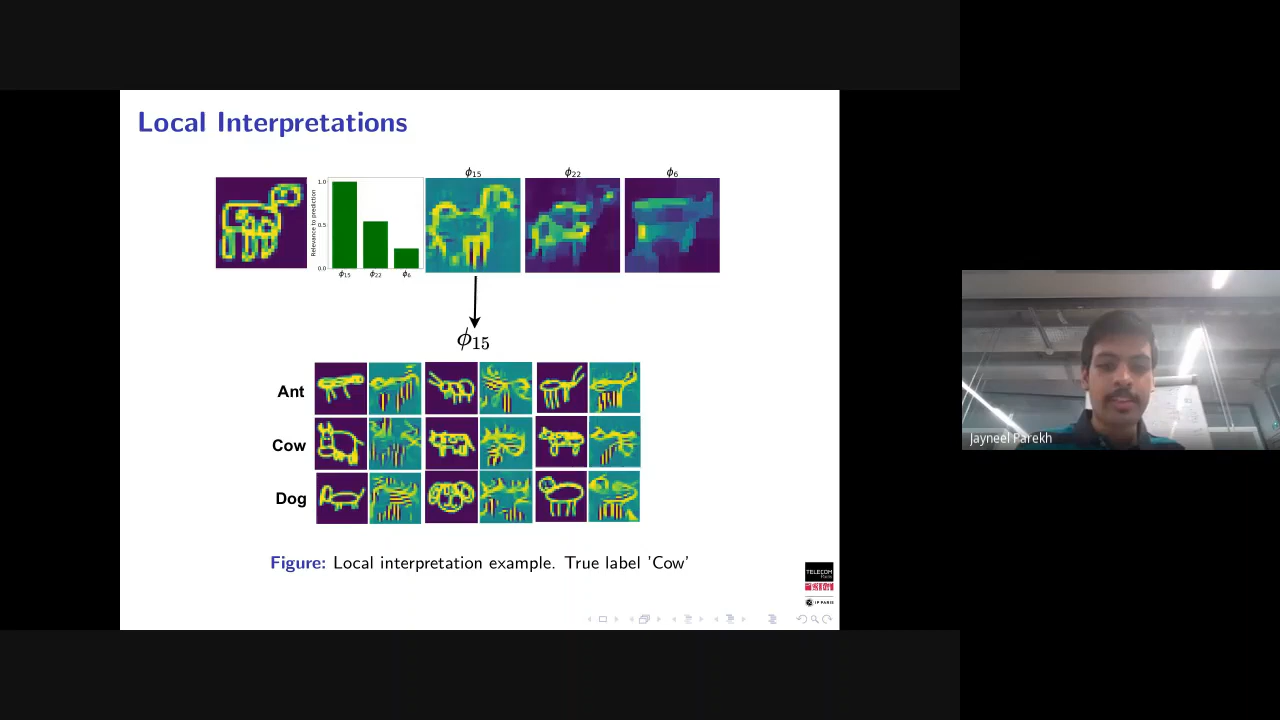 Local Interpretations
ϕ15
ϕ22
ϕ6
Relevance to prediction
1.0
0.5
0.0
ϕ15
ϕ22
ϕ6
ϕ15
Ant
Cow
Dog
Figure: Local interpretation example. True label 'Cow'
TELECOM
Paris
IP PARIS
Jayneel Parekh